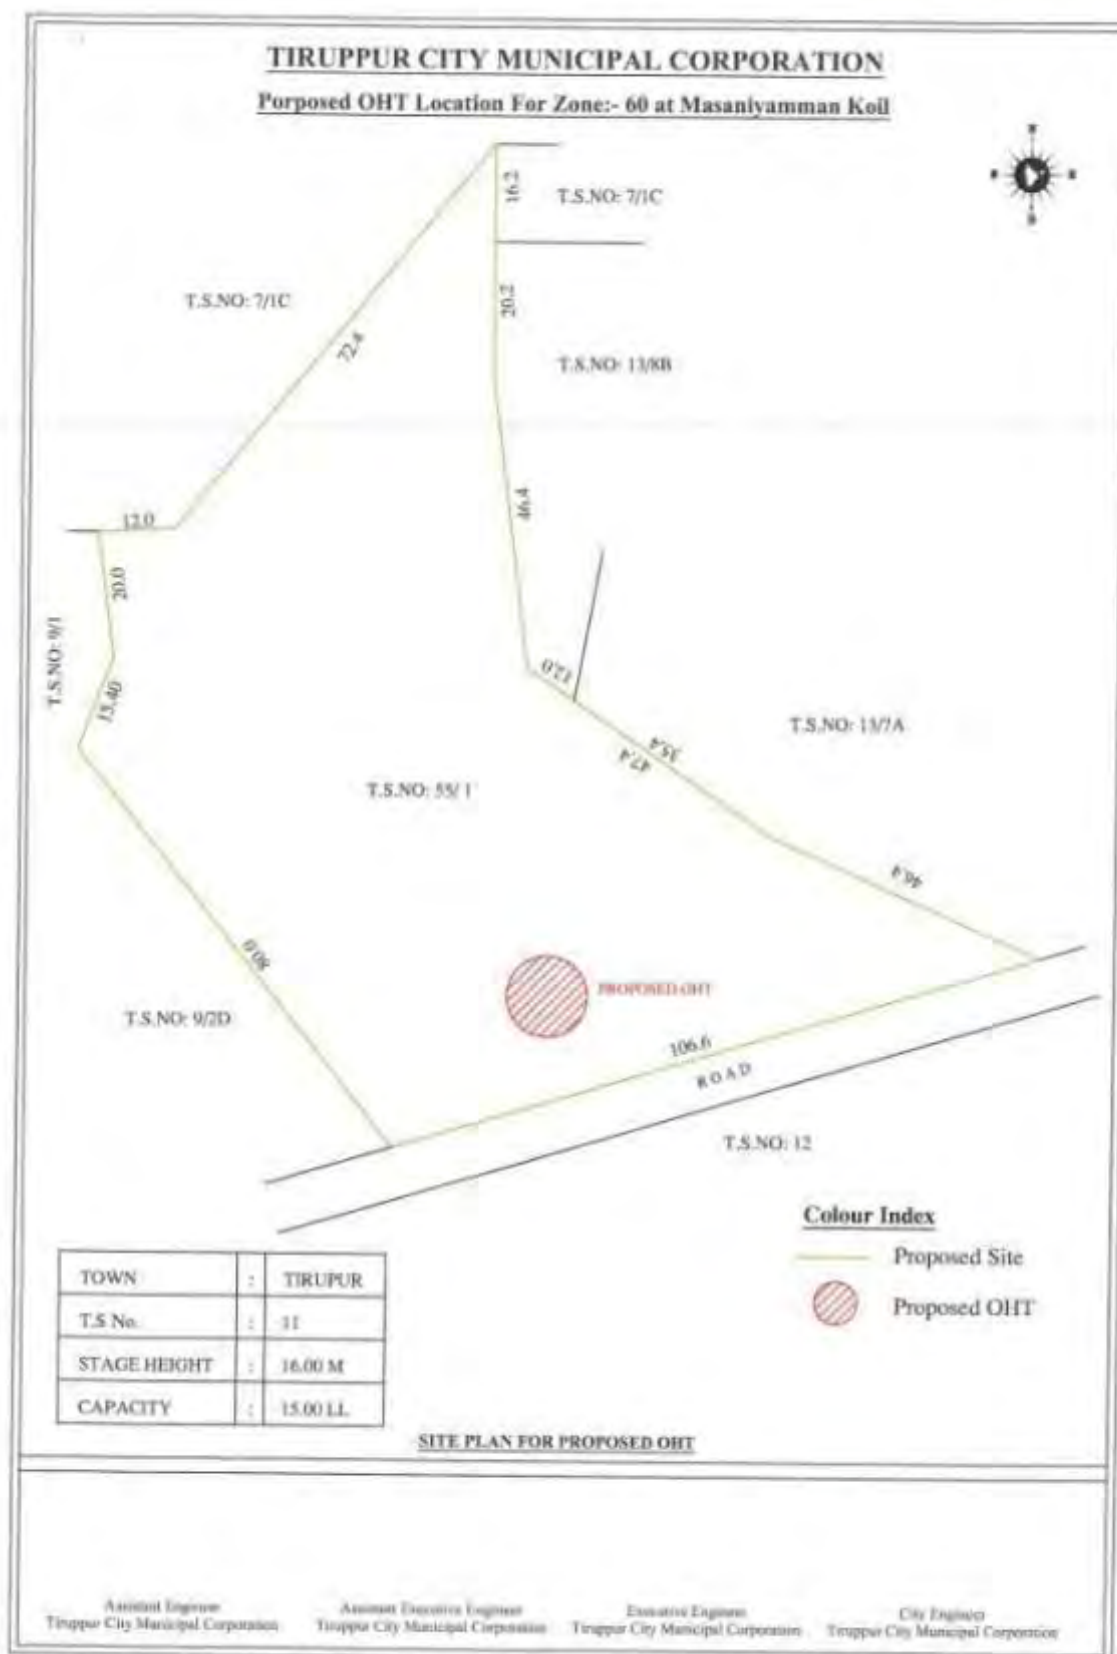 TIRUPPUR CITY MUNICIPAL CORPORATION
Porposed OHT Location For Zone:- 60 at Masaniyamman Koil
16.2
T.S.NO: 7/1C
T.S.NO: 7/1C
20.2
72.4
T.S.NO: 13/8B
46.4
12.0
20.0
T.S.NO: 9/1
15.40
12.0
T.S.NO: 13/7A
35.4
47.4
T.S.NO: 55/ 1
46.4
80.0
PROPOSED OHT
T.S.NO: 9/2D
106.6
ROAD
T.S.NO: 12
Colour Index
Proposed Site
Proposed OHT
TOWN : TIRUPUR
T.S No. : 11
STAGE HEIGHT : 16.00 M
CAPACITY : 15.00 LL
SITE PLAN FOR PROPOSED OHT
Assistant Engineer Assistant Executive Engineer Executive Engineer City Engineer
Tiruppur City Municipal Corporation Tiruppur City Municipal Corporation Tiruppur City Municipal Corporation Tiruppur City Municipal Corporation